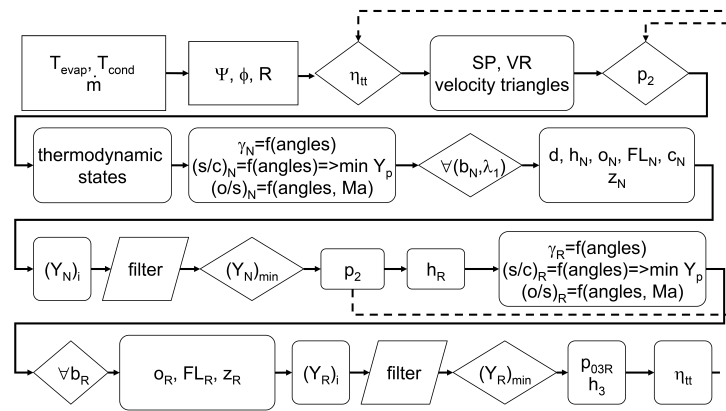 T_evap, T_cond
ṁ
Ψ, ϕ, R
η_tt
SP, VR
velocity triangles
p_2
thermodynamic
states
γ_N=f(angles)
(s/c)_N=f(angles)=>min Y_p
(o/s)_N=f(angles, Ma)
∀(b_N,λ_1)
d, h_N, o_N, FL_N, c_N
z_N
(Y_N)_i
filter
(Y_N)_min
p_2
h_R
γ_R=f(angles)
(s/c)_R=f(angles)=>min Y_p
(o/s)_R=f(angles, Ma)
∀b_R
o_R, FL_R, z_R
(Y_R)_i
filter
(Y_R)_min
p_03R
h_3
η_tt